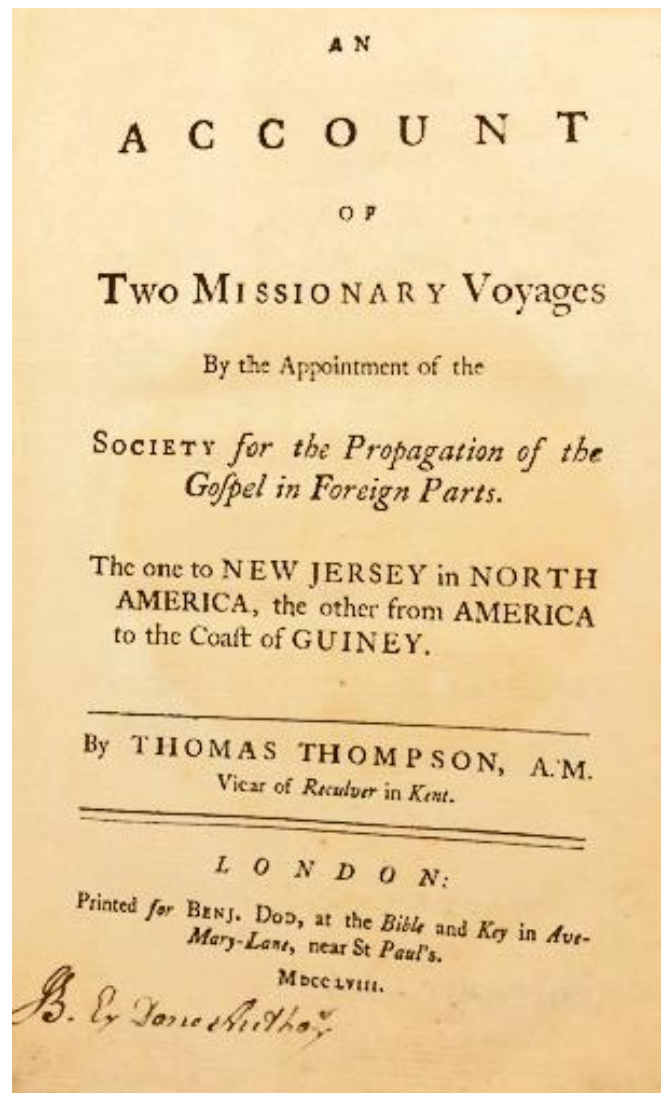 AN
ACCOUNT
OF
Two MISSIONARY Voyages
By the Appointment of the
SOCIETY for the Propagation of the
Goſpel in Foreign Parts.
The one to NEW JERSEY in NORTH
AMERICA, the other from AMERICA
to the Coaſt of GUINEY.
By THOMAS THOMPSON, A.M.
Vicar of Reculver in Kent.
LONDON:
Printed for BENJ. DOD, at the Bible and Key in Ave-
Mary-Lane, near St Paul's.
MDCCLVIII.
B. Ex Dono Author